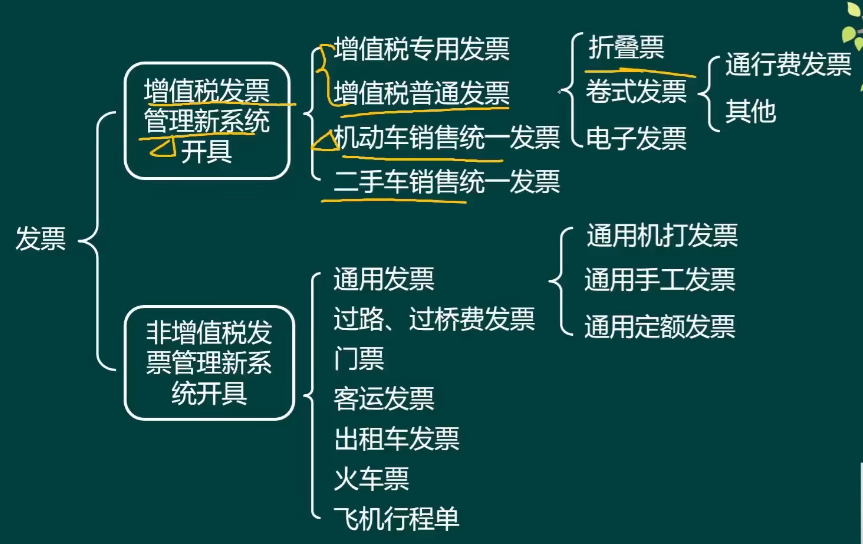 发票
增值税发票
管理新系统
开具
增值税专用发票
增值税普通发票
机动车销售统一发票
二手车销售统一发票
折叠票
卷式发票
电子发票
通行费发票
其他
非增值税发
票管理新系
统开具
通用发票
过路、过桥费发票
门票
客运发票
出租车发票
火车票
飞机行程单
通用机打发票
通用手工发票
通用定额发票